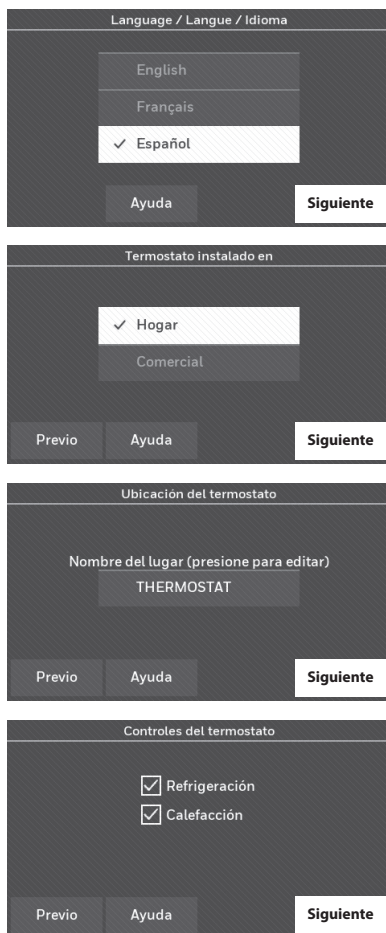 Language / Langue / Idioma
English
Français
Español
Ayuda
Siguiente
Termostato instalado en
Hogar
Comercial
Previo
Ayuda
Siguiente
Ubicación del termostato
Nombre del lugar (presione para editar)
THERMOSTAT
Previo
Ayuda
Siguiente
Controles del termostato
Refrigeración
Calefacción
Previo
Ayuda
Siguiente